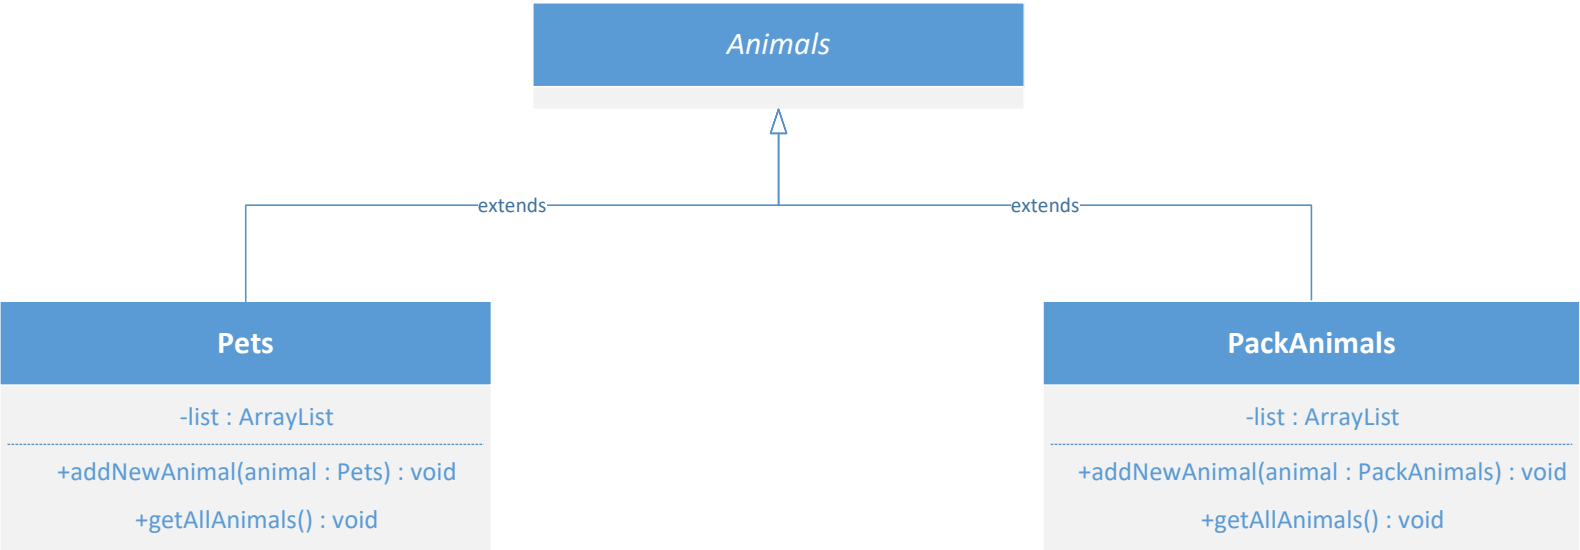 Animals
extends
extends
Pets
-list : ArrayList
+addNewAnimal(animal : Pets) : void
+getAllAnimals() : void
PackAnimals
-list : ArrayList
+addNewAnimal(animal : PackAnimals) : void
+getAllAnimals() : void